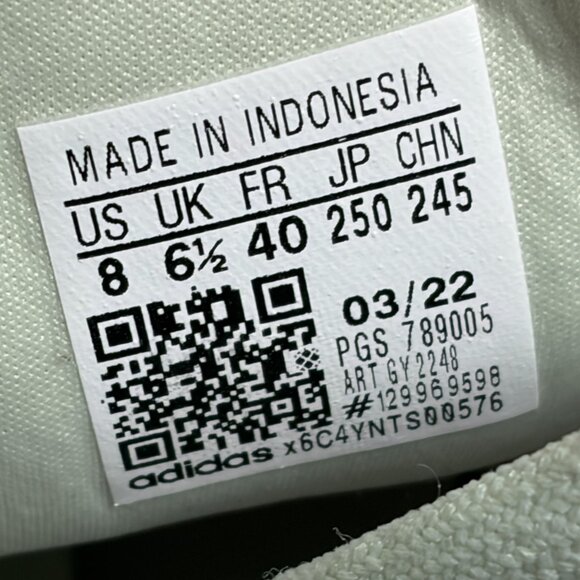 MADE IN INDONESIA
US UK FR JP CHN
8 6½ 40 250 245
03/22
PGS 789005
ART GY2248
#129969598
x6C4YNTS00576
adidas